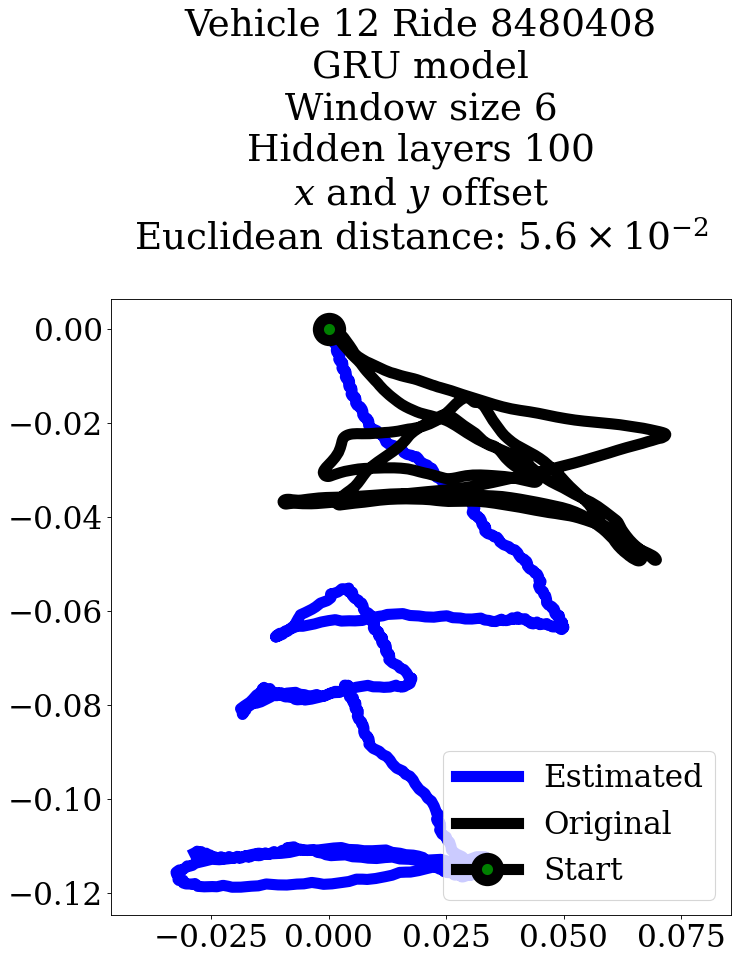 Vehicle 12 Ride 8480408
GRU model
Window size 6
Hidden layers 100
x and y offset
Euclidean distance: 5.6 × 10⁻²
0.00
−0.02
−0.04
−0.06
−0.08
−0.10
−0.12
Estimated
Original
Start
−0.025 0.000 0.025 0.050 0.075